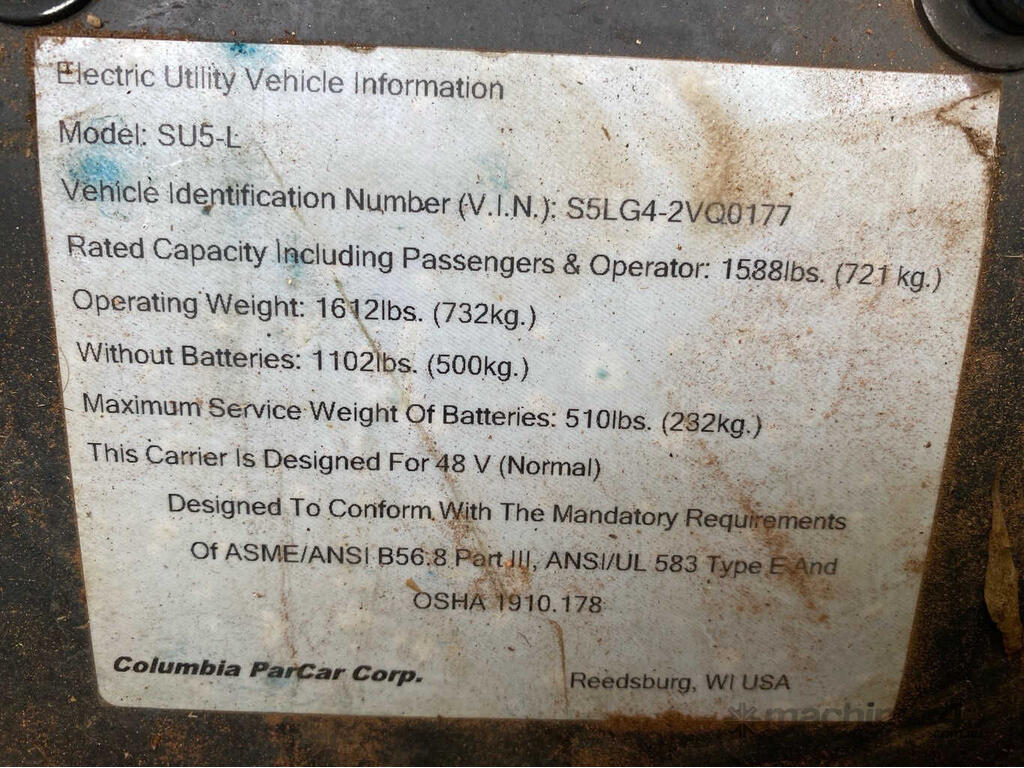 Electric Utility Vehicle Information
Model: SU5-L
Vehicle Identification Number (V.I.N.): S5LG4-2VQ0177
Rated Capacity Including Passengers & Operator: 1588lbs. (721 kg.)
Operating Weight: 1612lbs. (732kg.)
Without Batteries: 1102lbs. (500kg.)
Maximum Service Weight Of Batteries: 510lbs. (232kg.)
This Carrier Is Designed For 48 V (Normal)
Designed To Conform With The Mandatory Requirements
Of ASME/ANSI B56.8 Part III, ANSI/UL 583 Type E And
OSHA 1910.178
Columbia ParCar Corp.
Reedsburg, WI USA